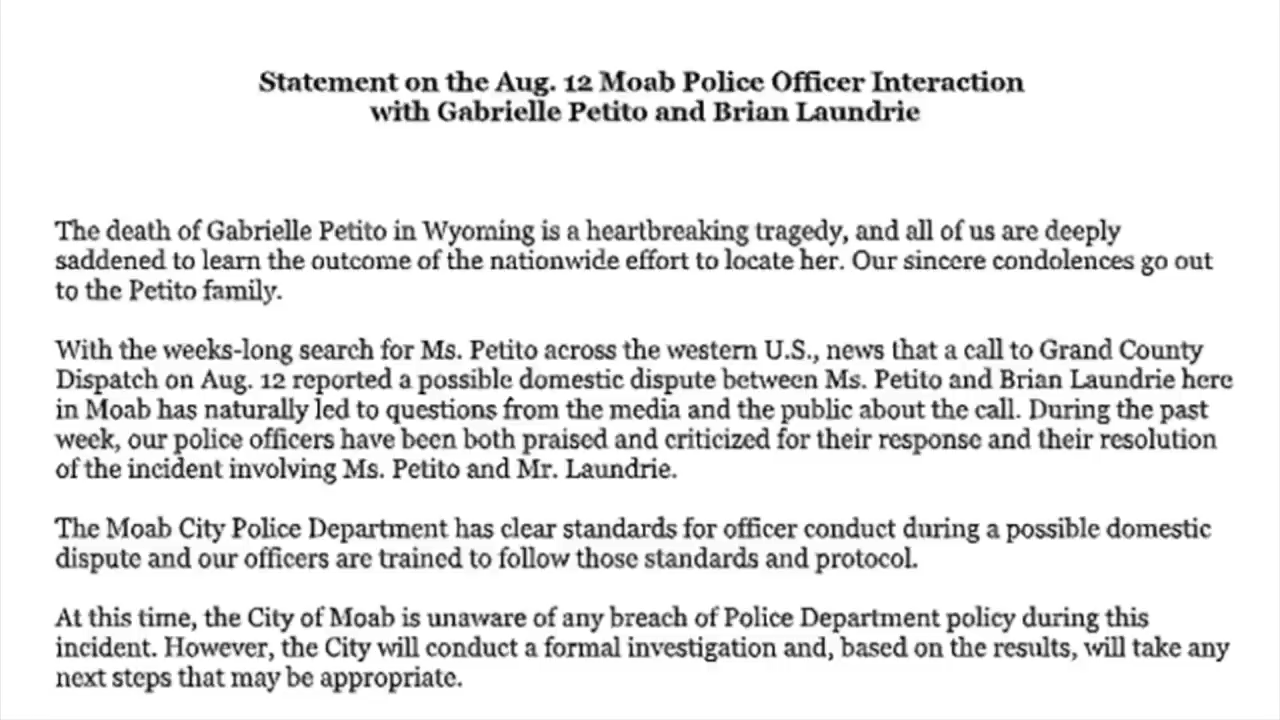 Statement on the Aug. 12 Moab Police Officer Interaction
with Gabrielle Petito and Brian Laundrie
The death of Gabrielle Petito in Wyoming is a heartbreaking tragedy, and all of us are deeply
saddened to learn the outcome of the nationwide effort to locate her. Our sincere condolences go out
to the Petito family.
With the weeks-long search for Ms. Petito across the western U.S., news that a call to Grand County
Dispatch on Aug. 12 reported a possible domestic dispute between Ms. Petito and Brian Laundrie here
in Moab has naturally led to questions from the media and the public about the call. During the past
week, our police officers have been both praised and criticized for their response and their resolution
of the incident involving Ms. Petito and Mr. Laundrie.
The Moab City Police Department has clear standards for officer conduct during a possible domestic
dispute and our officers are trained to follow those standards and protocol.
At this time, the City of Moab is unaware of any breach of Police Department policy during this
incident. However, the City will conduct a formal investigation and, based on the results, will take any
next steps that may be appropriate.